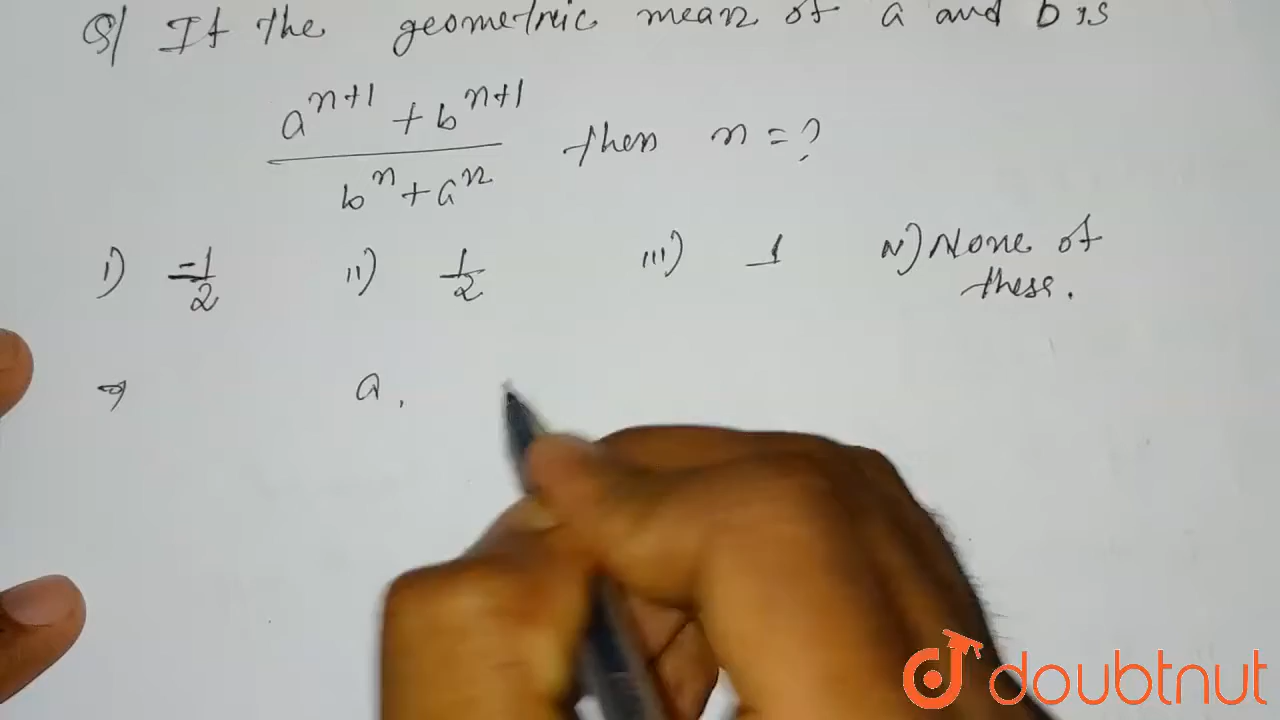 Q/ If the geometric mean of a and b is
a^{n+1} + b^{n+1}
b^n + a^n
then n = ?
i) -1/2 ii) 1/2 iii) 1 iv) None of these.
⇒ a,
doubtnut